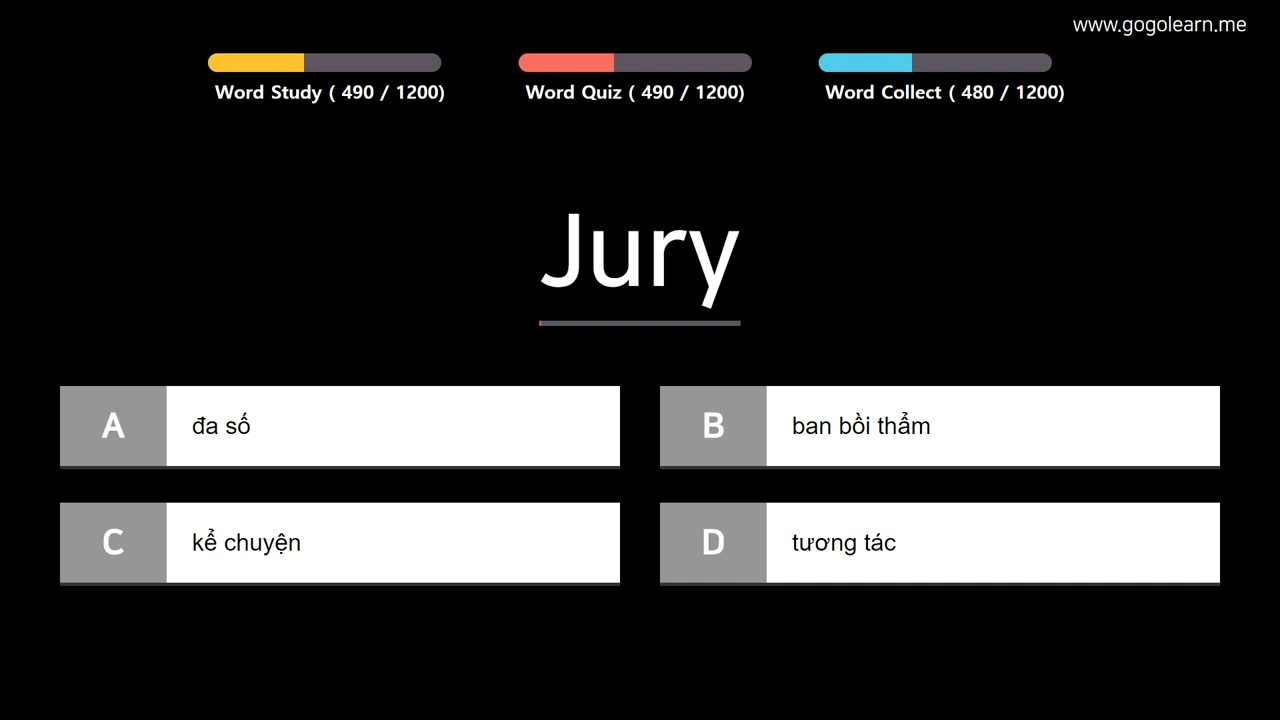 www.gogolearn.me
Word Study ( 490 / 1200)
Word Quiz ( 490 / 1200)
Word Collect ( 480 / 1200)
Jury
A đa số
B ban bồi thẩm
C kể chuyện
D tương tác